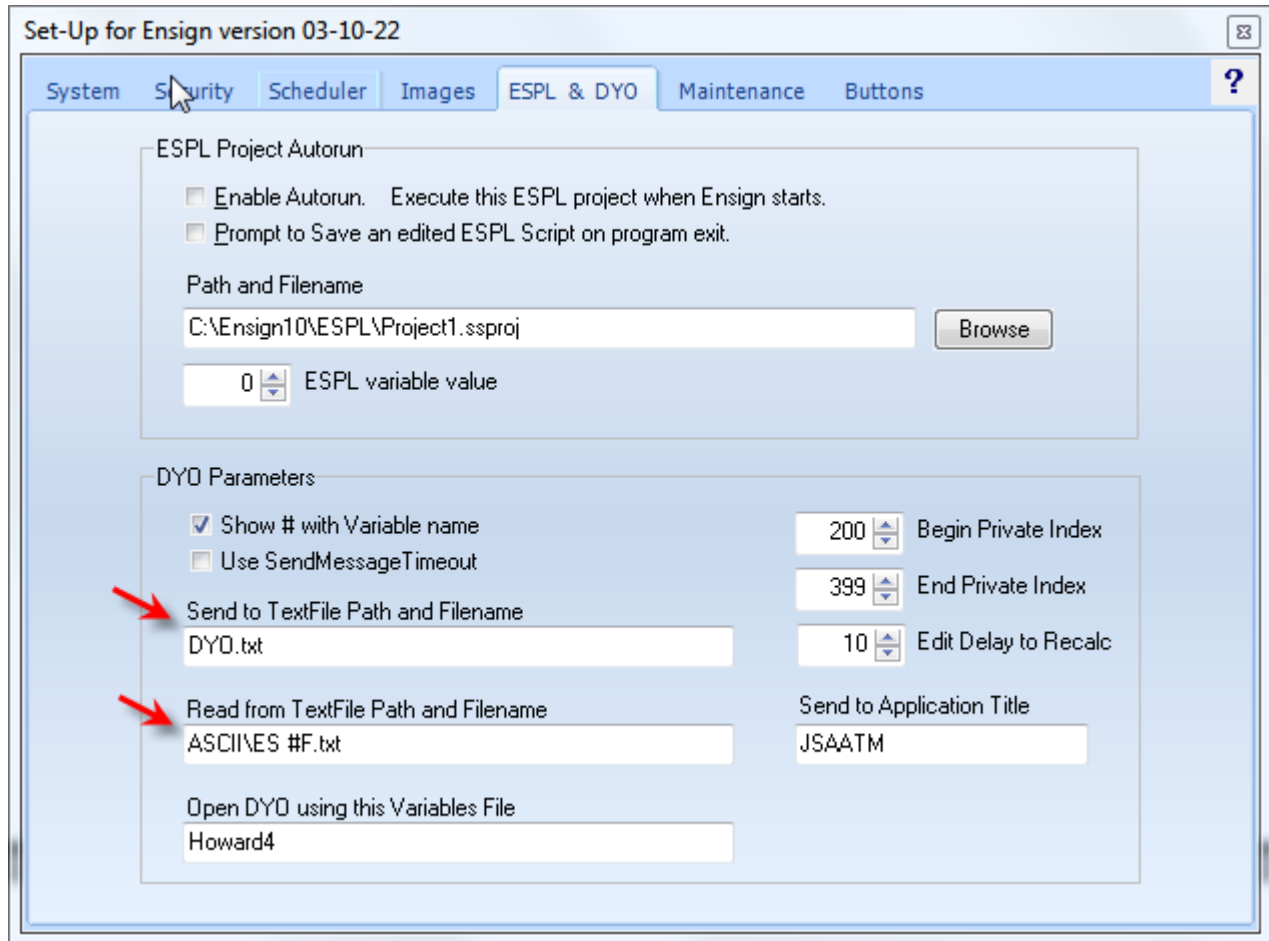 Set-Up for Ensign version 03-10-22
System Security Scheduler Images ESPL & DYO Maintenance Buttons ?
ESPL Project Autorun
Enable Autorun. Execute this ESPL project when Ensign starts.
Prompt to Save an edited ESPL Script on program exit.
Path and Filename
C:\Ensign10\ESPL\Project1.ssproj Browse
0 ESPL variable value
DYO Parameters
Show # with Variable name
200 Begin Private Index
Use SendMessageTimeout
399 End Private Index
Send to TextFile Path and Filename
DYO.txt
10 Edit Delay to Recalc
Read from TextFile Path and Filename
ASCII\ES #F.txt
Send to Application Title
JSAATM
Open DYO using this Variables File
Howard4